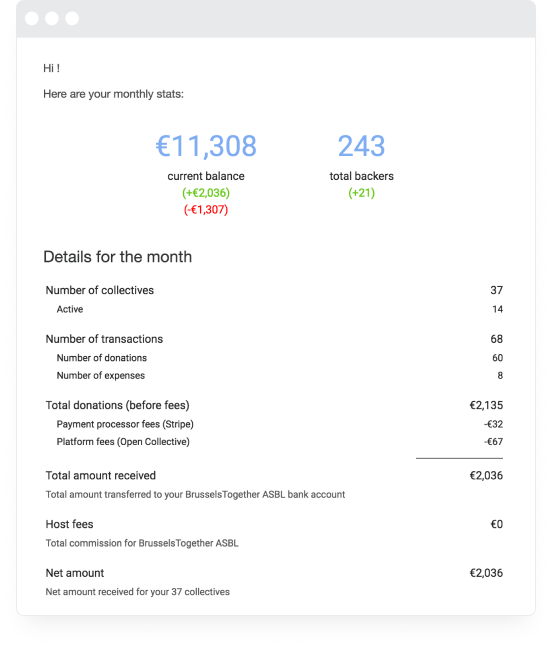 Hi !
Here are your monthly stats:
€11,308 243
current balance total backers
(+€2,036) (+21)
(-€1,307)
Details for the month
Number of collectives 37
Active 14
Number of transactions 68
Number of donations 60
Number of expenses 8
Total donations (before fees) €2,135
Payment processor fees (Stripe) -€32
Platform fees (Open Collective) -€67
Total amount received €2,036
Total amount transferred to your BrusselsTogether ASBL bank account
Host fees €0
Total commission for BrusselsTogether ASBL
Net amount €2,036
Net amount received for your 37 collectives